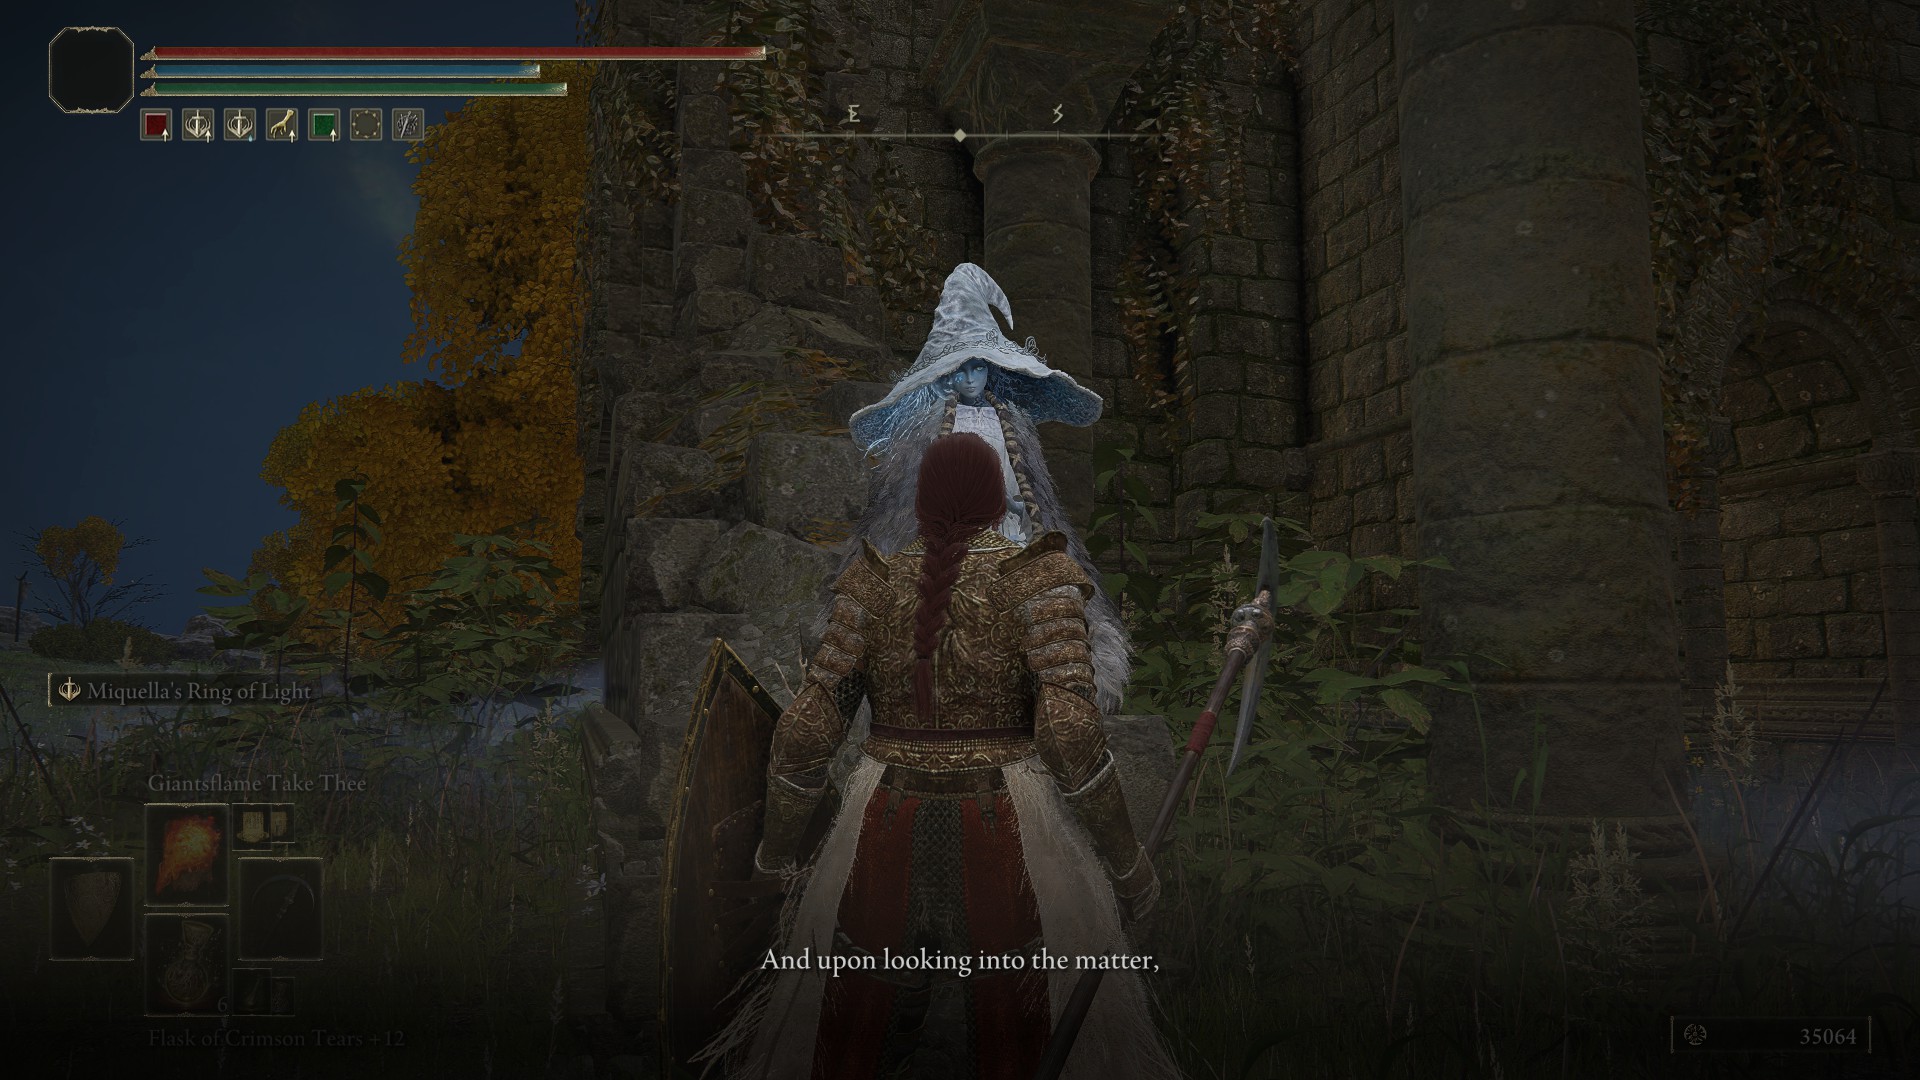 E S
Miquella's Ring of Light
Giantsflame Take Thee
6
Flask of Crimson Tears +12
And upon looking into the matter,
35064